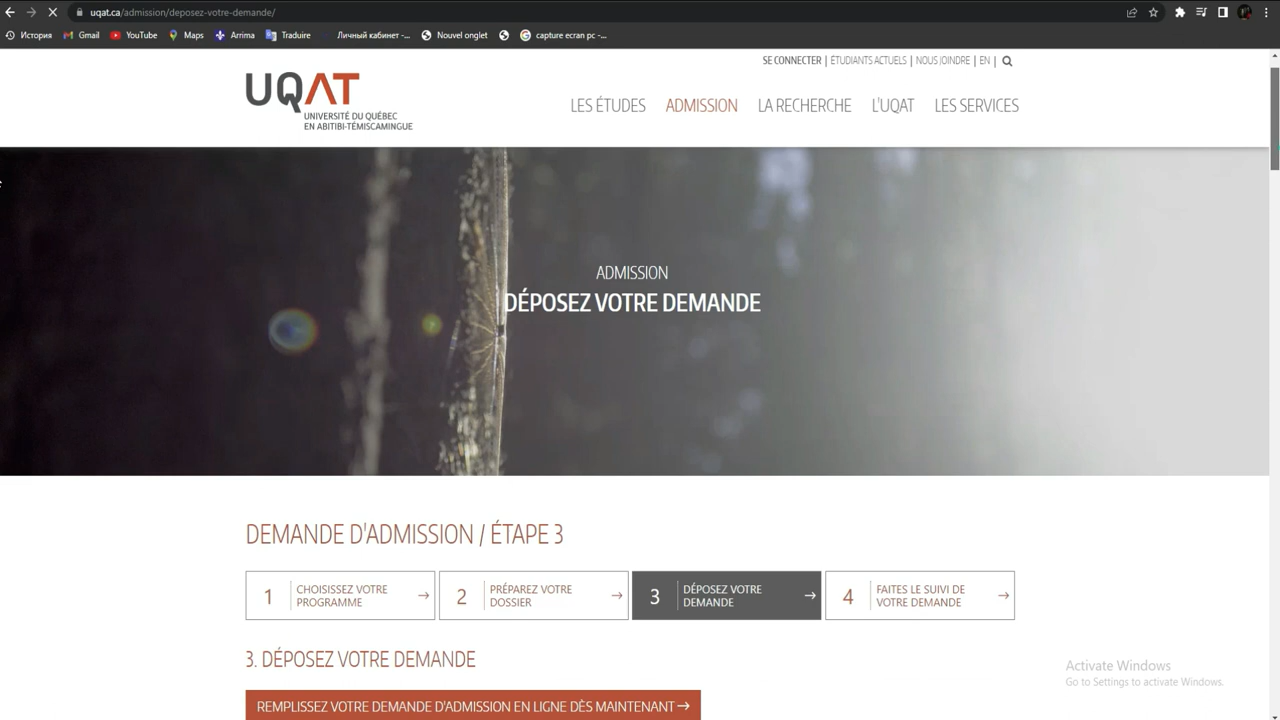 uqat.ca/admission/deposez-votre-demande/
История Gmail YouTube Maps Arrima Traduire Личный кабинет -... Nouvel onglet capture ecran pc -...
SE CONNECTER | ÉTUDIANTS ACTUELS | NOUS JOINDRE | EN |
UQAT
UNIVERSITÉ DU QUÉBEC
EN ABITIBI-TÉMISCAMINGUE
LES ÉTUDES ADMISSION LA RECHERCHE L'UQAT LES SERVICES
ADMISSION
DÉPOSEZ VOTRE DEMANDE
DEMANDE D'ADMISSION / ÉTAPE 3
1 CHOISISSEZ VOTRE
PROGRAMME
2 PRÉPAREZ VOTRE
DOSSIER
3 DÉPOSEZ VOTRE
DEMANDE
4 FAITES LE SUIVI DE
VOTRE DEMANDE
3. DÉPOSEZ VOTRE DEMANDE
REMPLISSEZ VOTRE DEMANDE D'ADMISSION EN LIGNE DÈS MAINTENANT
Activate Windows
Go to Settings to activate Windows.